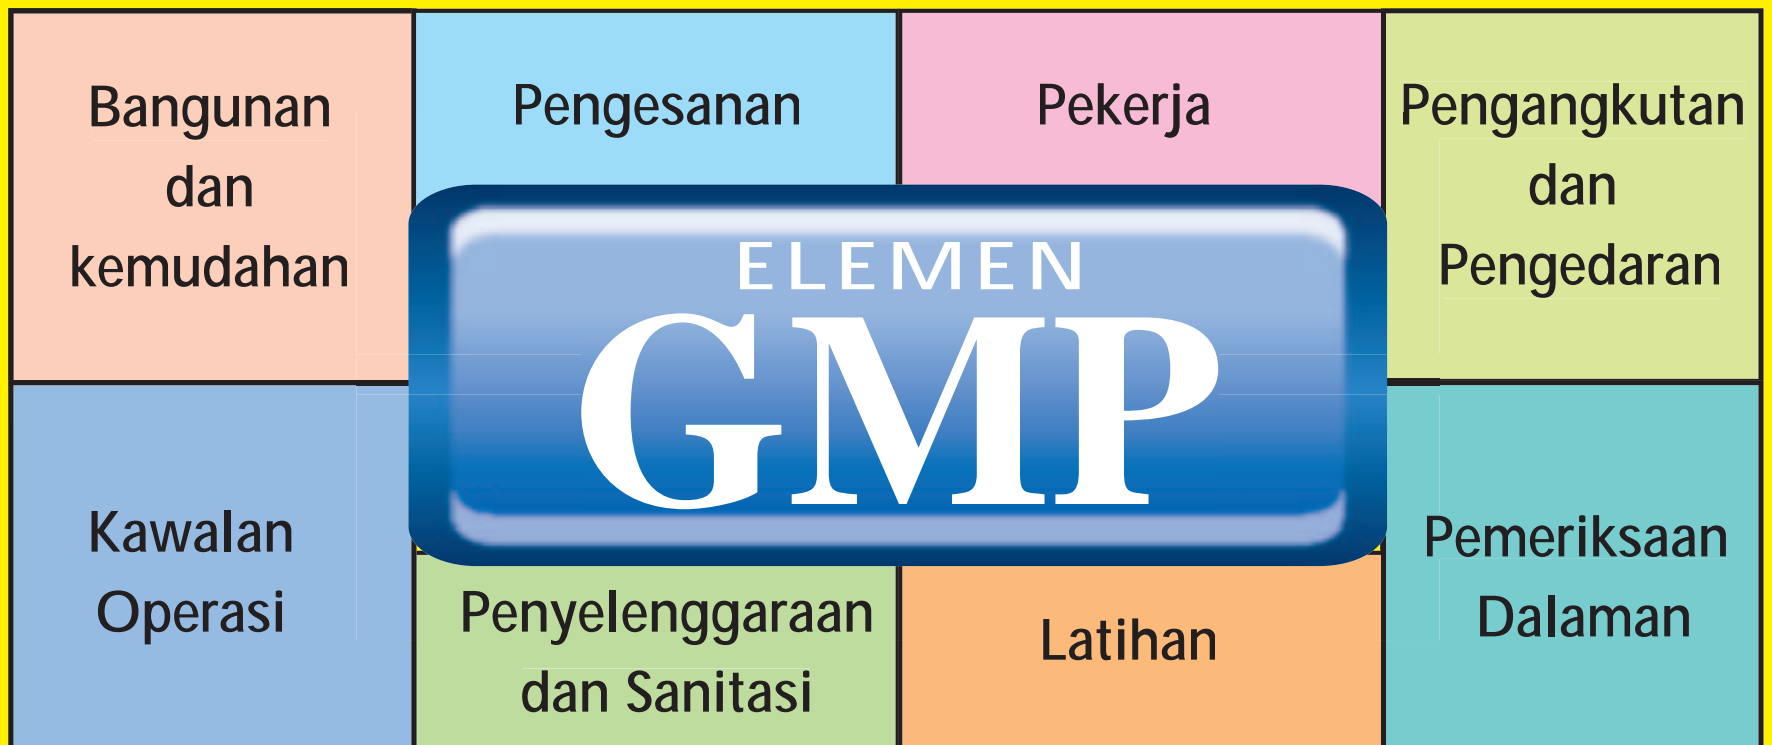 Bangunan
dan
kemudahan
Pengesanan
Pekerja
Pengangkutan
dan
Pengedaran
ELEMEN
GMP
Kawalan
Operasi
Penyelenggaraan
dan Sanitasi
Latihan
Pemeriksaan
Dalaman